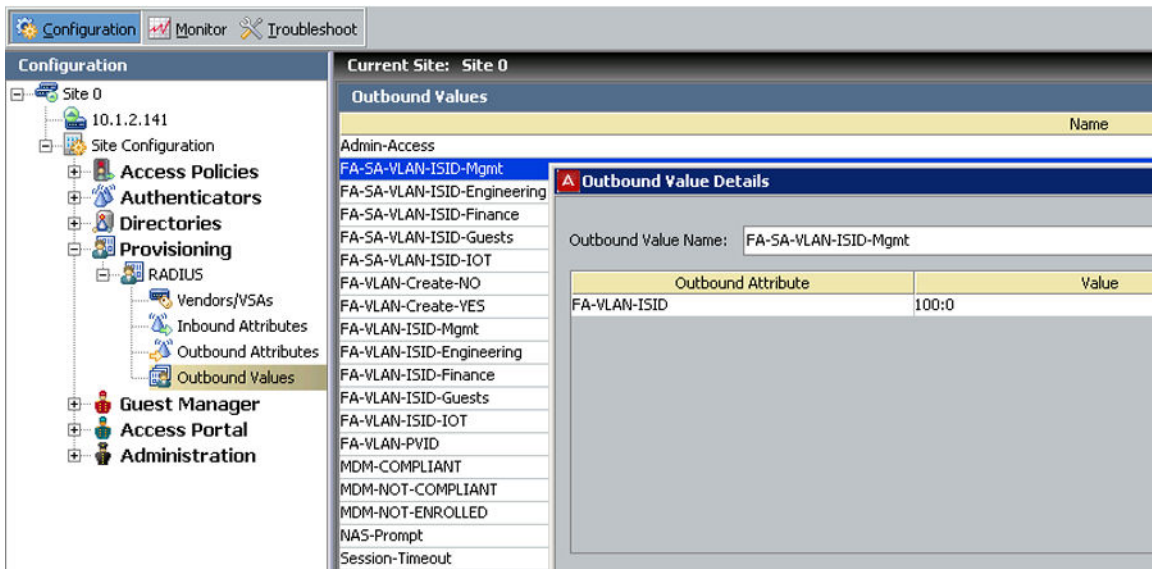 Configuration Monitor Troubleshoot
Configuration
Site 0
10.1.2.141
Site Configuration
Access Policies
Authenticators
Directories
Provisioning
RADIUS
Vendors/VSAs
Inbound Attributes
Outbound Attributes
Outbound Values
Guest Manager
Access Portal
Administration
Current Site: Site 0
Outbound Values
Name
Admin-Access
FA-SA-VLAN-ISID-Mgmt
FA-SA-VLAN-ISID-Engineering
FA-SA-VLAN-ISID-Finance
FA-SA-VLAN-ISID-Guests
FA-SA-VLAN-ISID-IOT
FA-VLAN-Create-NO
FA-VLAN-Create-YES
FA-VLAN-ISID-Mgmt
FA-VLAN-ISID-Engineering
FA-VLAN-ISID-Finance
FA-VLAN-ISID-Guests
FA-VLAN-ISID-IOT
FA-VLAN-PVID
MDM-COMPLIANT
MDM-NOT-COMPLIANT
MDM-NOT-ENROLLED
NAS-Prompt
Session-Timeout
Outbound Value Details
Outbound Value Name: FA-SA-VLAN-ISID-Mgmt
Outbound Attribute Value
FA-VLAN-ISID 100:0